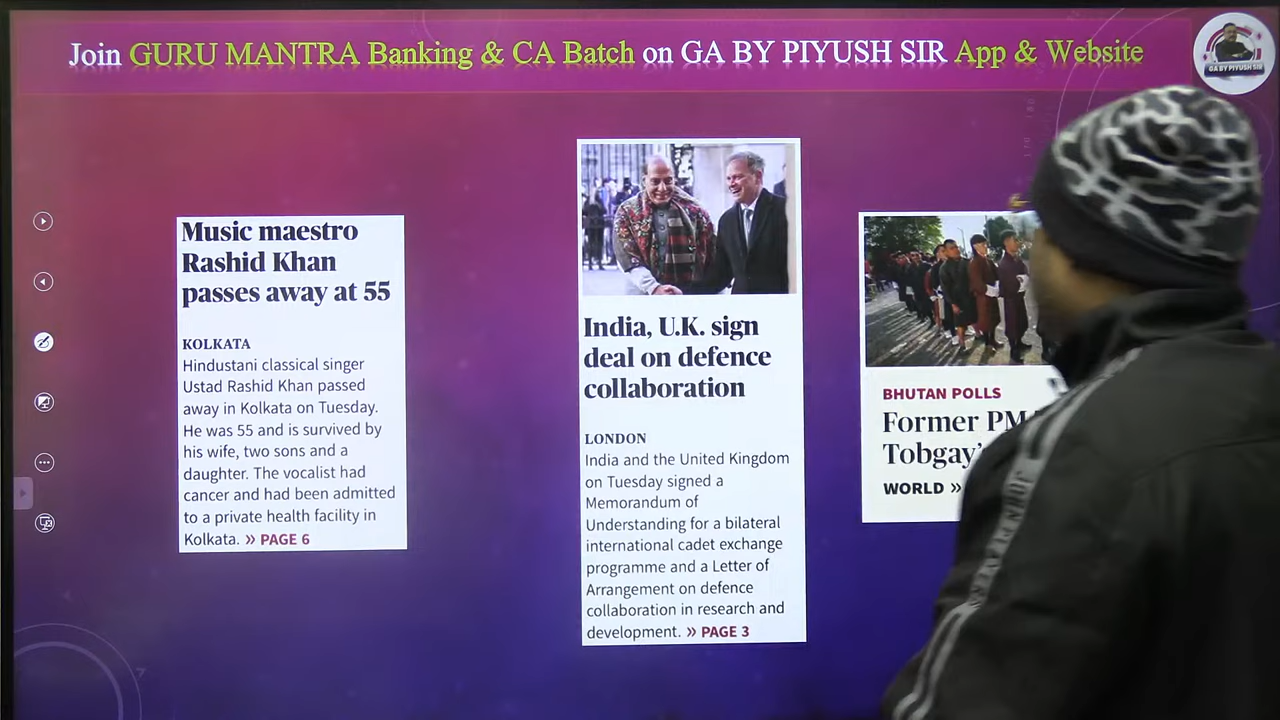 Join GURU MANTRA Banking & CA Batch on GA BY PIYUSH SIR App & Website
GA BY PIYUSH SIR
Music maestro
Rashid Khan
passes away at 55
KOLKATA
Hindustani classical singer
Ustad Rashid Khan passed
away in Kolkata on Tuesday.
He was 55 and is survived by
his wife, two sons and a
daughter. The vocalist had
cancer and had been admitted
to a private health facility in
Kolkata. » PAGE 6
India, U.K. sign
deal on defence
collaboration
LONDON
India and the United Kingdom
on Tuesday signed a
Memorandum of
Understanding for a bilateral
international cadet exchange
programme and a Letter of
Arrangement on defence
collaboration in research and
development. » PAGE 3
BHUTAN POLLS
Former PM
Tobgay’
WORLD »